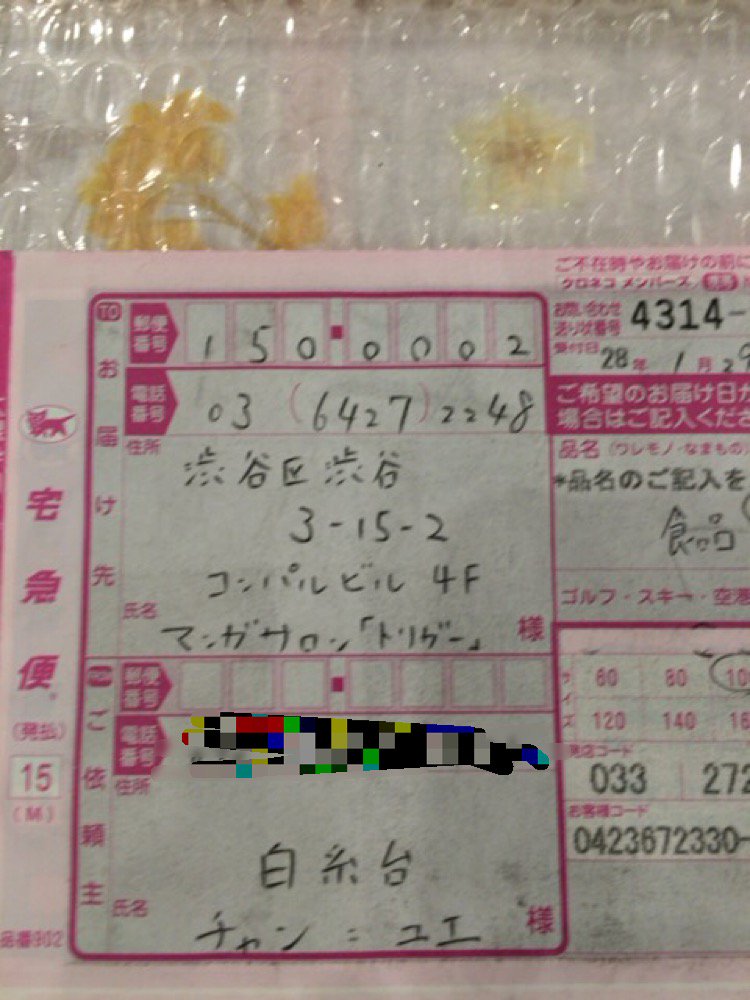 ご不在時やお届けの前に
クロネコ メンバーズ
TO
お届け先
郵便番号
150-0002
お問い合わせ送り状番号
4314-
受付日
28年1月29
電話番号
03(6427)2248
ご希望のお届け日が
場合はご記入くださ
住所
渋谷区渋谷
3-15-2
コンパルビル 4F
氏名
マンガサロン「トリガー」
様
品名(ワレモノ・なまもの
*品名のご記入を
食品
ゴルフ・スキー・空港
宅急便
(発払)
15
(M)
品番902
ご依頼主
郵便番号
電話番号
住所
白糸台
氏名
チャン=ユエ
様
サイズ
60 80 10
120 140 16
発店コード
033 272
お客様コード
0423672330-